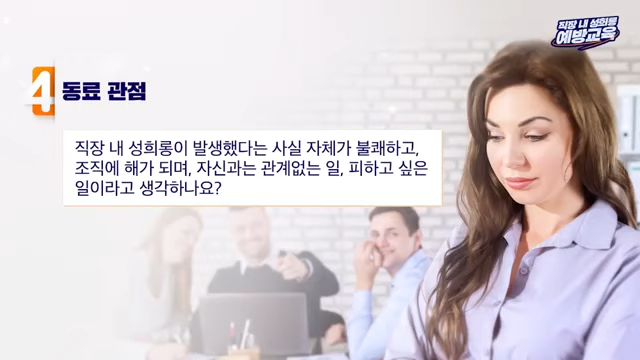 직장 내 성희롱
예방교육
4 동료 관점
직장 내 성희롱이 발생했다는 사실 자체가 불쾌하고,
조직에 해가 되며, 자신과는 관계없는 일, 피하고 싶은
일이라고 생각하나요?